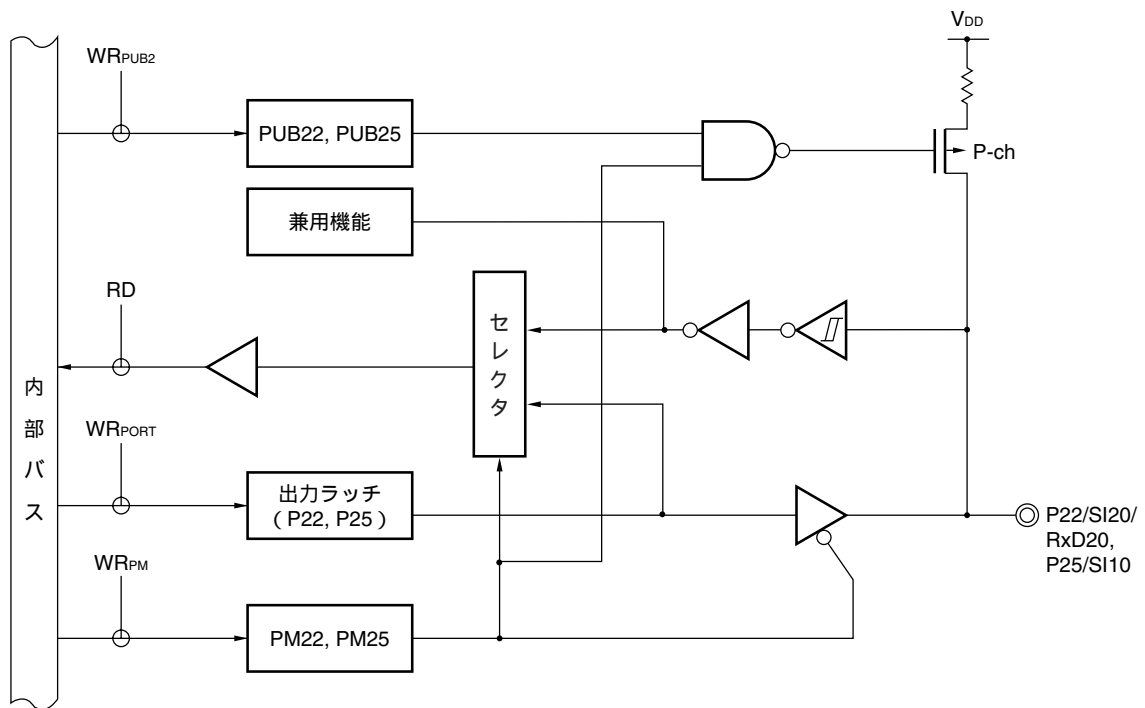 VDD
WRPUB2
PUB22, PUB25
P-ch
兼用機能
RD
セレクタ
内部バス
WRPORT
出力ラッチ
（P22, P25）
P22/SI20/
RxD20,
P25/SI10
WRPM
PM22, PM25